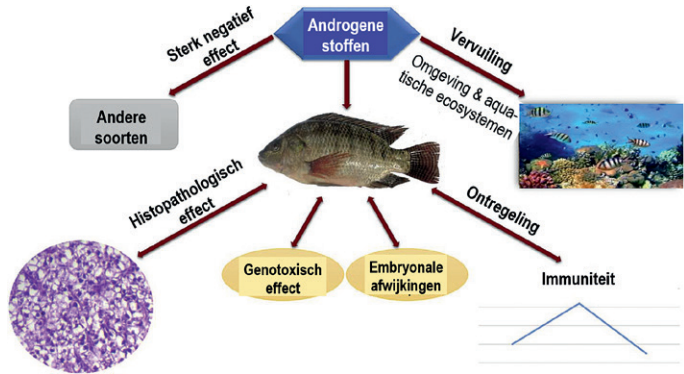 Androgene
stoffen
Sterk negatief
effect
Vervuiling
Omgeving & aqua-
tische ecosystemen
Andere
soorten
Histopathologisch
effect
Ontregeling
Genotoxisch
effect
Embryonale
afwijkingen
Immuniteit